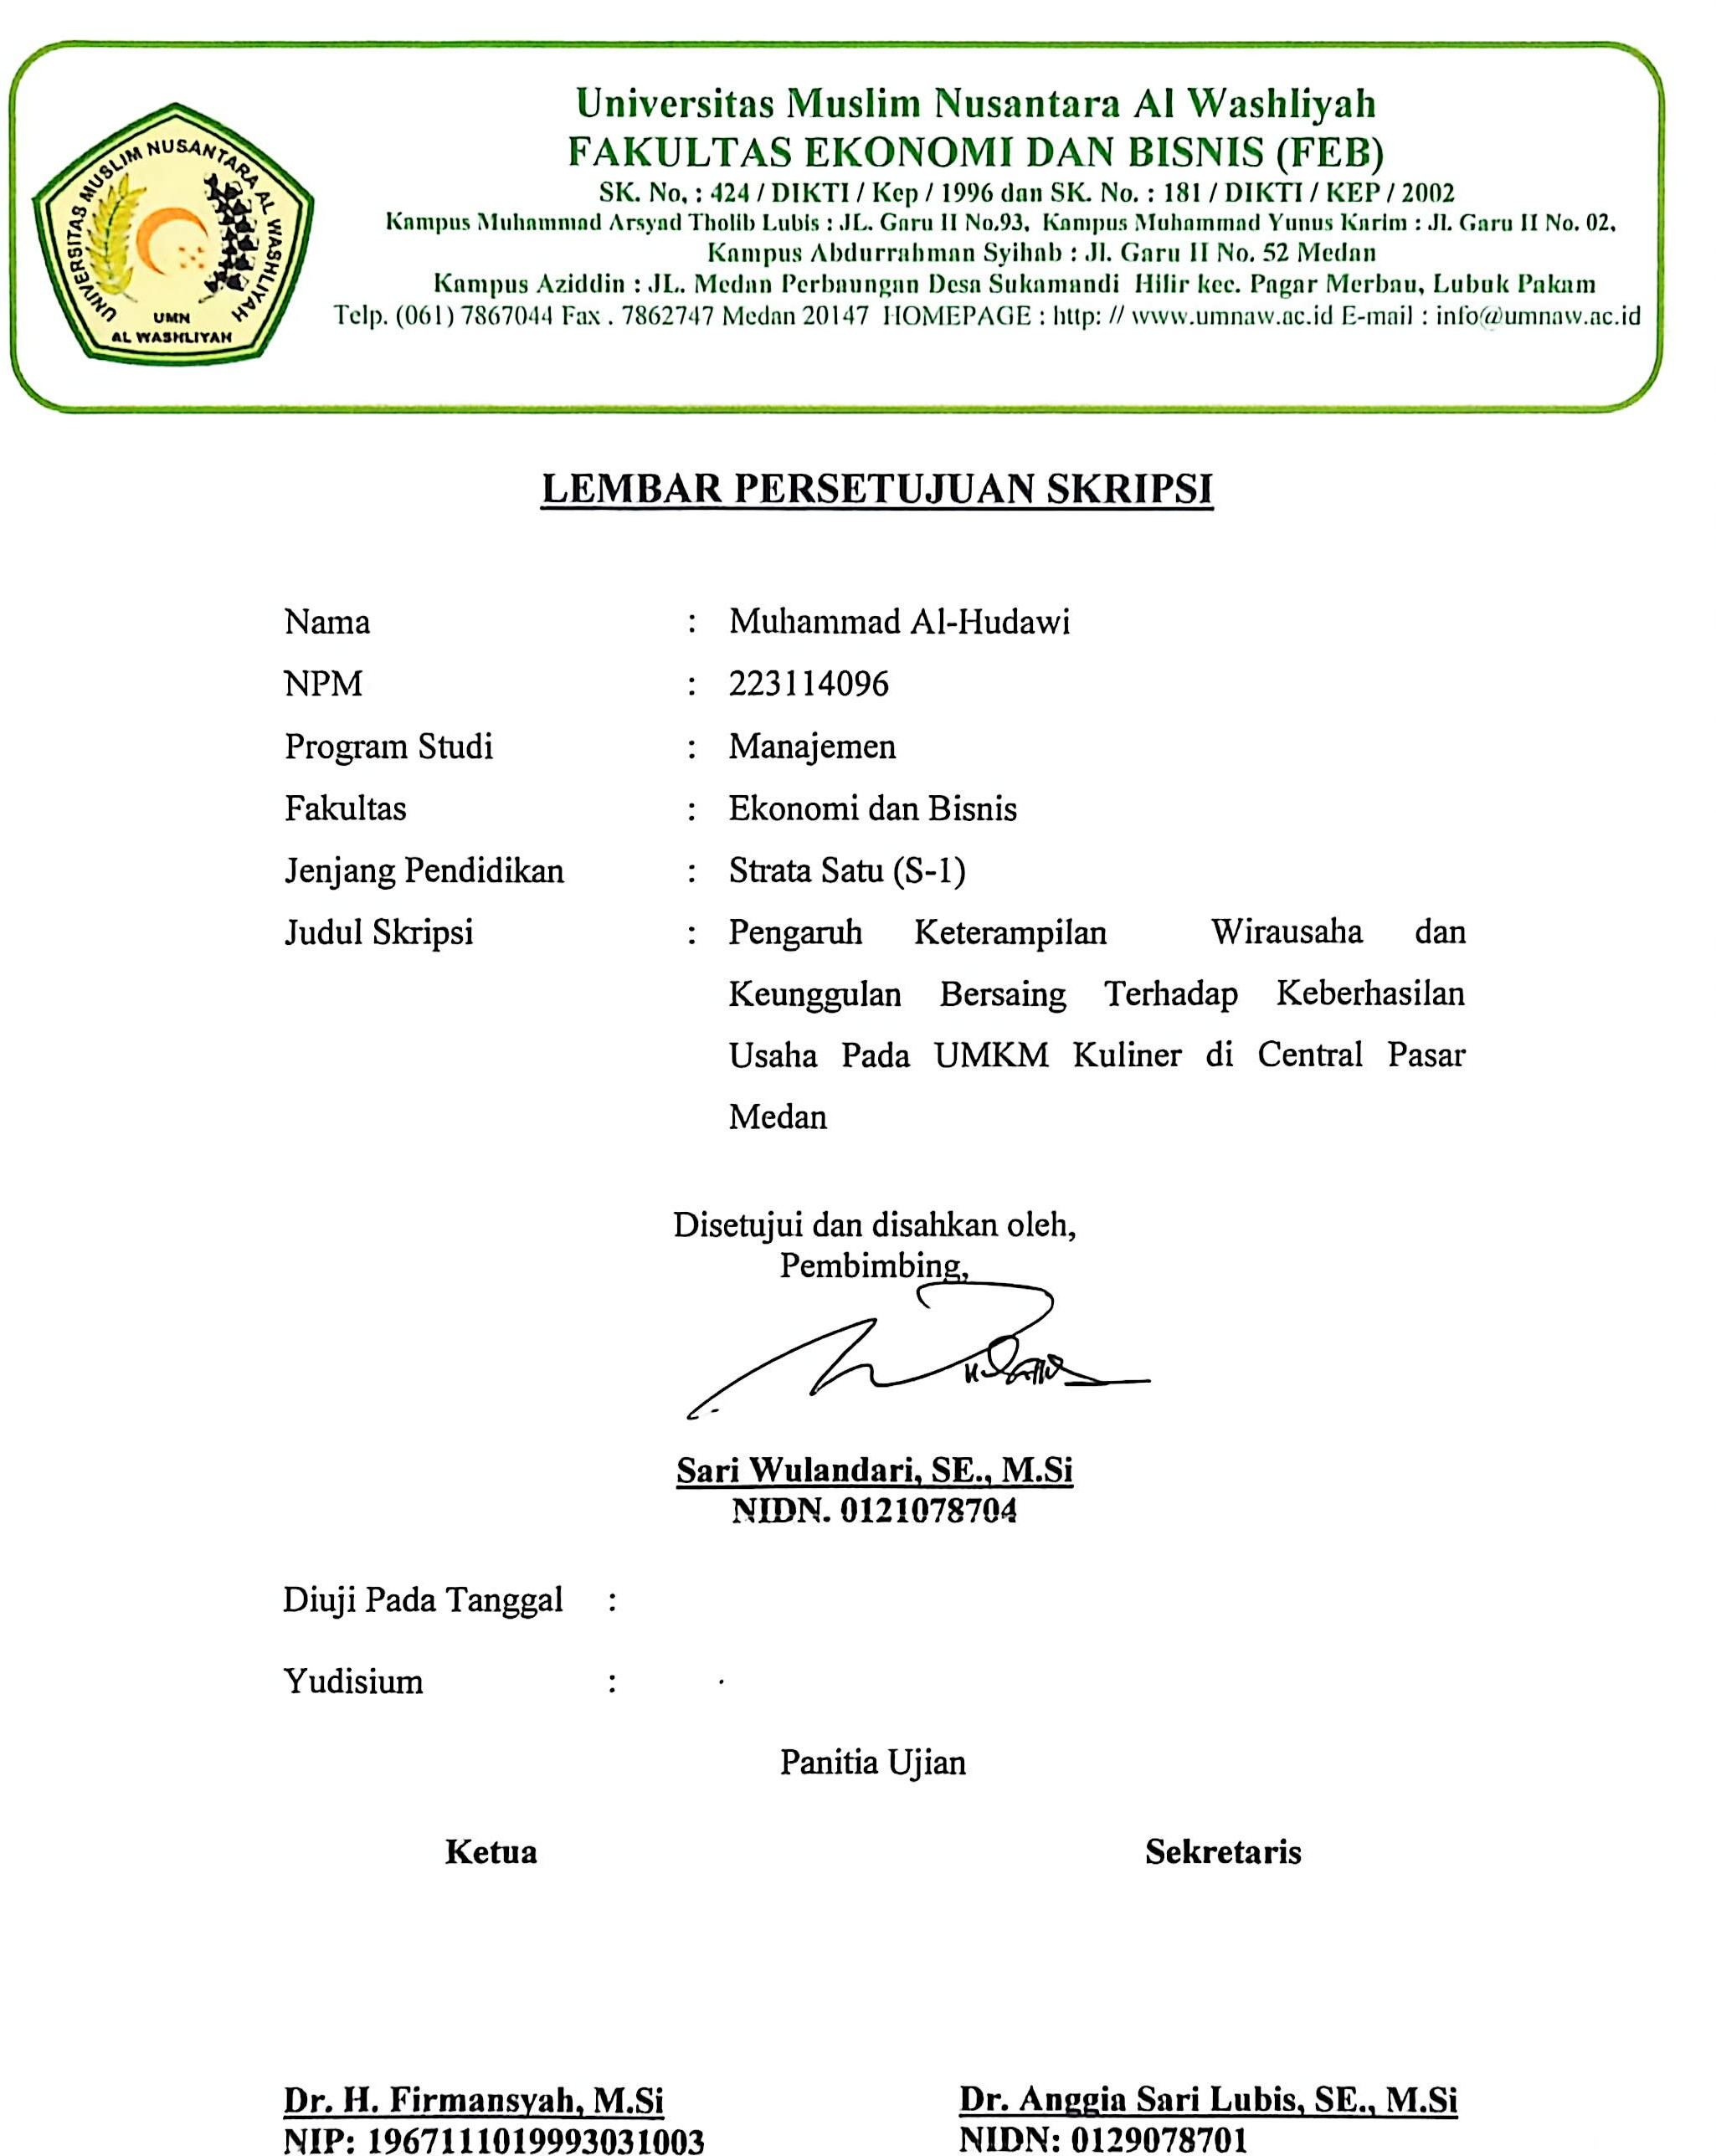 Universitas Muslim Nusantara Al Washliyah
FAKULTAS EKONOMI DAN BISNIS (FEB)
SK. No, : 424 / DIKTI / Kep / 1996 dan SK. No. : 181 / DIKTI / KEP / 2002
Kampus Muhammad Arsyad Tholib Lubis : JL. Garu II No.93, Kampus Muhammad Yunus Karim : Jl. Garu II No. 02,
Kampus Abdurrahman Syihab : Jl. Garu II No. 52 Medan
Kampus Aziddin : JL. Medan Perbaungan Desa Sukamandi Hilir kec. Pagar Merbau, Lubuk Pakam
Telp. (061) 7867044 Fax . 7862747 Medan 20147 HOMEPAGE : http: // www.umnaw.ac.id E-mail : info@umnaw.ac.id
UNIVERSITAS MUSLIM NUSANTARA AL WASHLIYAH
UMN
AL WASHLIYAH
LEMBAR PERSETUJUAN SKRIPSI
Nama : Muhammad Al-Hudawi
NPM : 223114096
Program Studi : Manajemen
Fakultas : Ekonomi dan Bisnis
Jenjang Pendidikan : Strata Satu (S-1)
Judul Skripsi : Pengaruh Keterampilan Wirausaha dan
Keunggulan Bersaing Terhadap Keberhasilan
Usaha Pada UMKM Kuliner di Central Pasar
Medan
Disetujui dan disahkan oleh,
Pembimbing,
Sari Wulandari, SE., M.Si
NIDN. 0121078704
Diuji Pada Tanggal :
Yudisium :
Panitia Ujian
Ketua Sekretaris
Dr. H. Firmansyah, M.Si Dr. Anggia Sari Lubis, SE., M.Si
NIP: 1967111019993031003 NIDN: 0129078701